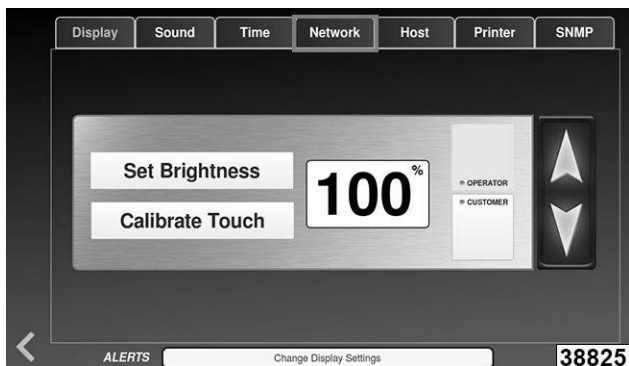 Display Sound Time Network Host Printer SNMP
Set Brightness
Calibrate Touch
100%
OPERATOR
CUSTOMER
ALERTS Change Display Settings
38825